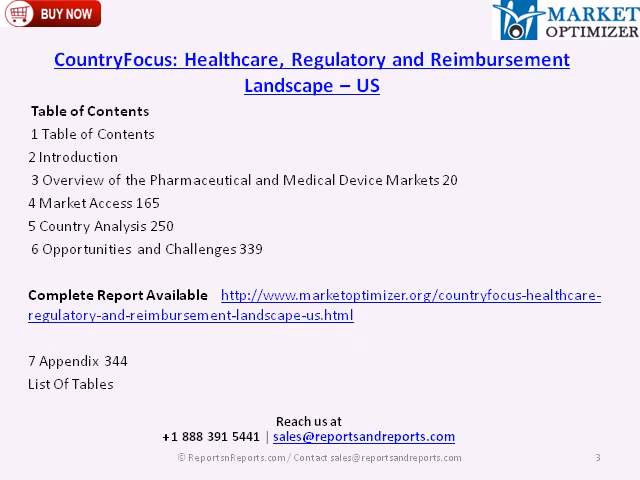 BUY NOW
MARKET
OPTIMIZER
CountryFocus: Healthcare, Regulatory and Reimbursement
Landscape – US
Table of Contents
1 Table of Contents
2 Introduction
3 Overview of the Pharmaceutical and Medical Device Markets 20
4 Market Access 165
5 Country Analysis 250
6 Opportunities and Challenges 339
Complete Report Available http://www.marketoptimizer.org/countryfocus-healthcare-
regulatory-and-reimbursement-landscape-us.html
7 Appendix 344
List Of Tables
Reach us at
+1 888 391 5441 | sales@reportsandreports.com
© ReportsnReports.com / Contact sales@reportsandreports.com
3